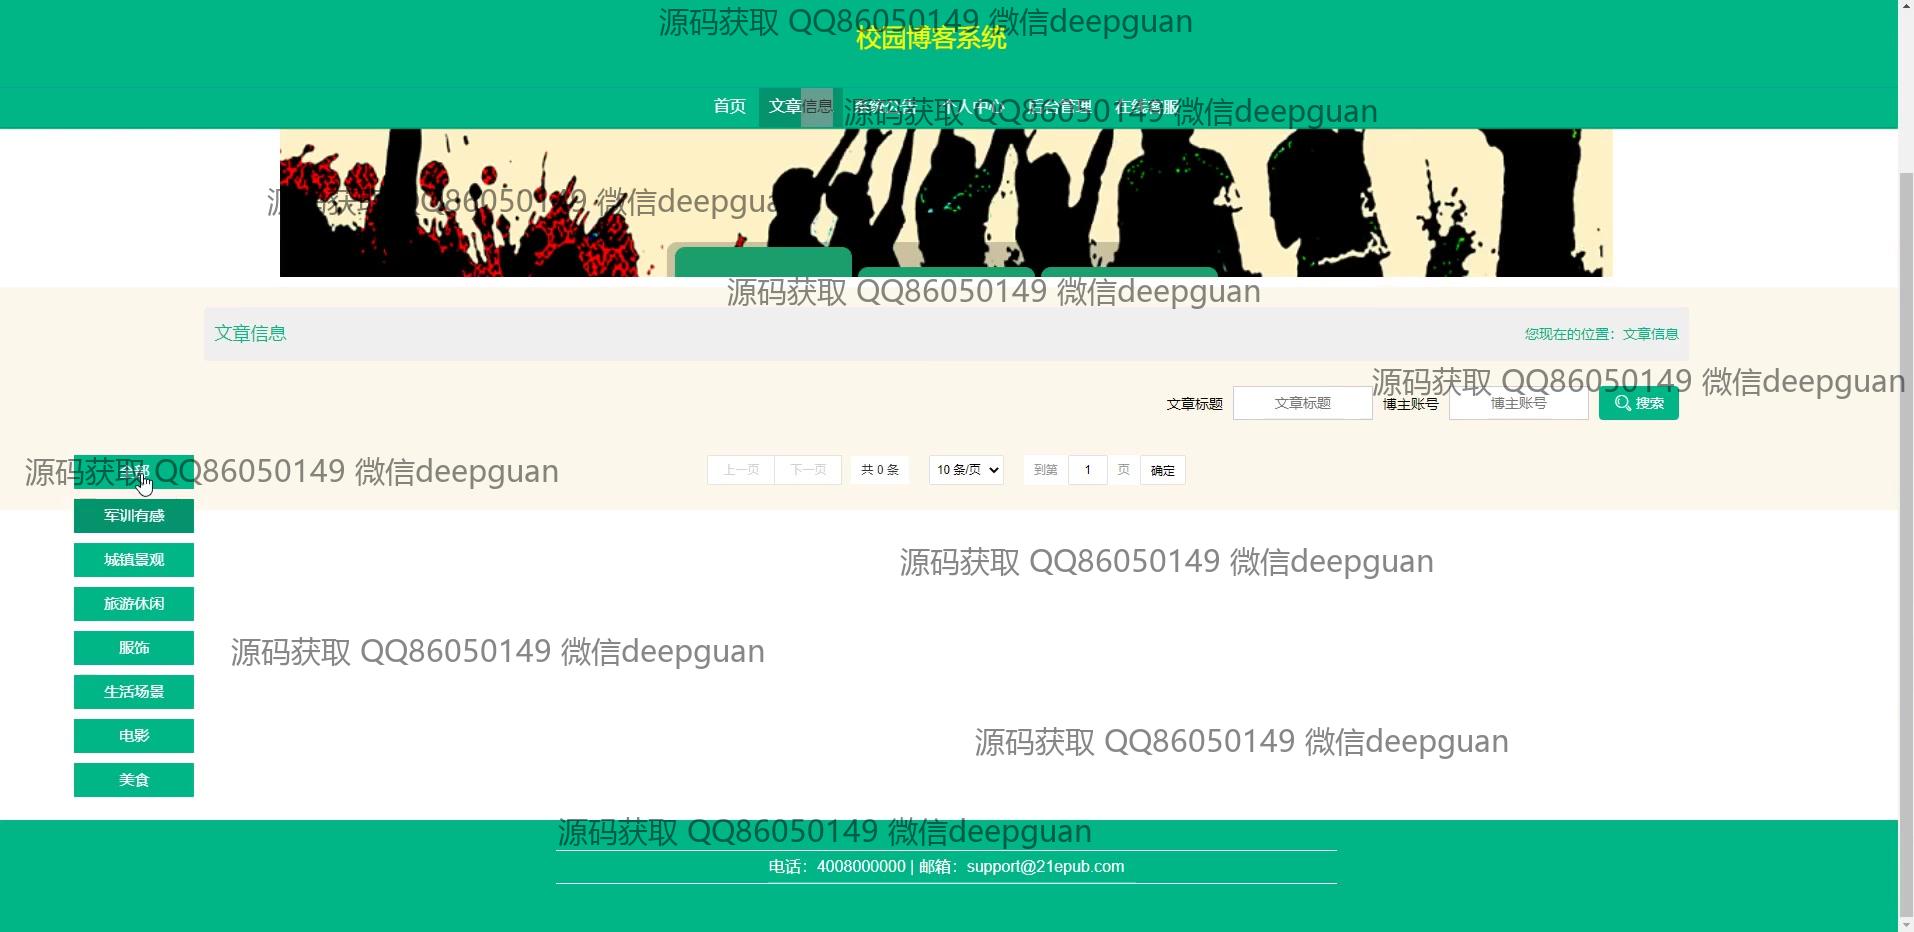 源码获取 QQ86050149 微信deepguan
校园博客系统
首页 文章信息 系统公告 个人中心 后台管理 在线客服
源码获取 QQ86050149 微信deepguan
源码获取 QQ86050149 微信deepguan
源码获取 QQ86050149 微信deepguan
文章信息
您现在的位置：文章信息
源码获取 QQ86050149 微信deepguan
文章标题 文章标题 博主账号 博主账号 搜索
源码获取 QQ86050149 微信deepguan
全部
上一页 下一页 共 0 条 10 条/页 到第 1 页 确定
军训有感
城镇景观
源码获取 QQ86050149 微信deepguan
旅游休闲
服饰
源码获取 QQ86050149 微信deepguan
生活场景
电影
源码获取 QQ86050149 微信deepguan
美食
源码获取 QQ86050149 微信deepguan
电话：4008000000 | 邮箱：support@21epub.com